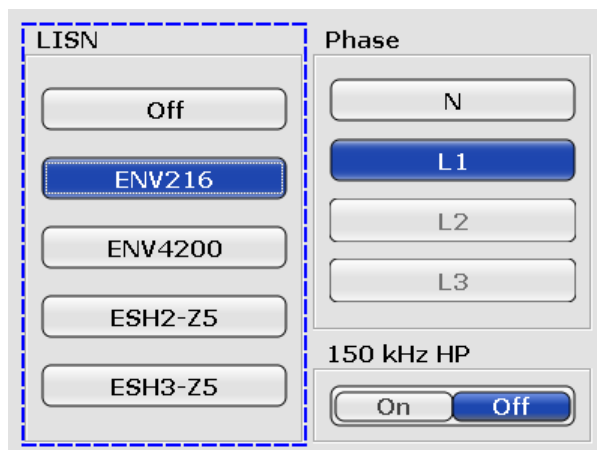 LISN
Off
ENV216
ENV4200
ESH2-Z5
ESH3-Z5
Phase
N
L1
L2
L3
150 kHz HP
On Off